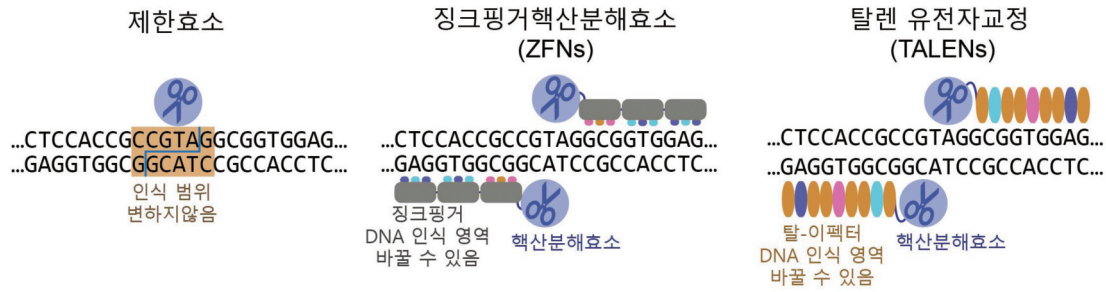 제한효소
...CTCCACCGCCGTAGGCGGTGGAG...
...GAGGTGGCGGCATCCGCCACCTC...
인식 범위
변하지않음
징크핑거핵산분해효소
(ZFNs)
...CTCCACCGCCGTAGGCGGTGGAG...
...GAGGTGGCGGCATCCGCCACCTC...
징크핑거
DNA 인식 영역
바꿀 수 있음
핵산분해효소
탈렌 유전자교정
(TALENs)
...CTCCACCGCCGTAGGCGGTGGAG...
...GAGGTGGCGGCATCCGCCACCTC...
탈-이펙터
DNA 인식 영역
바꿀 수 있음
핵산분해효소